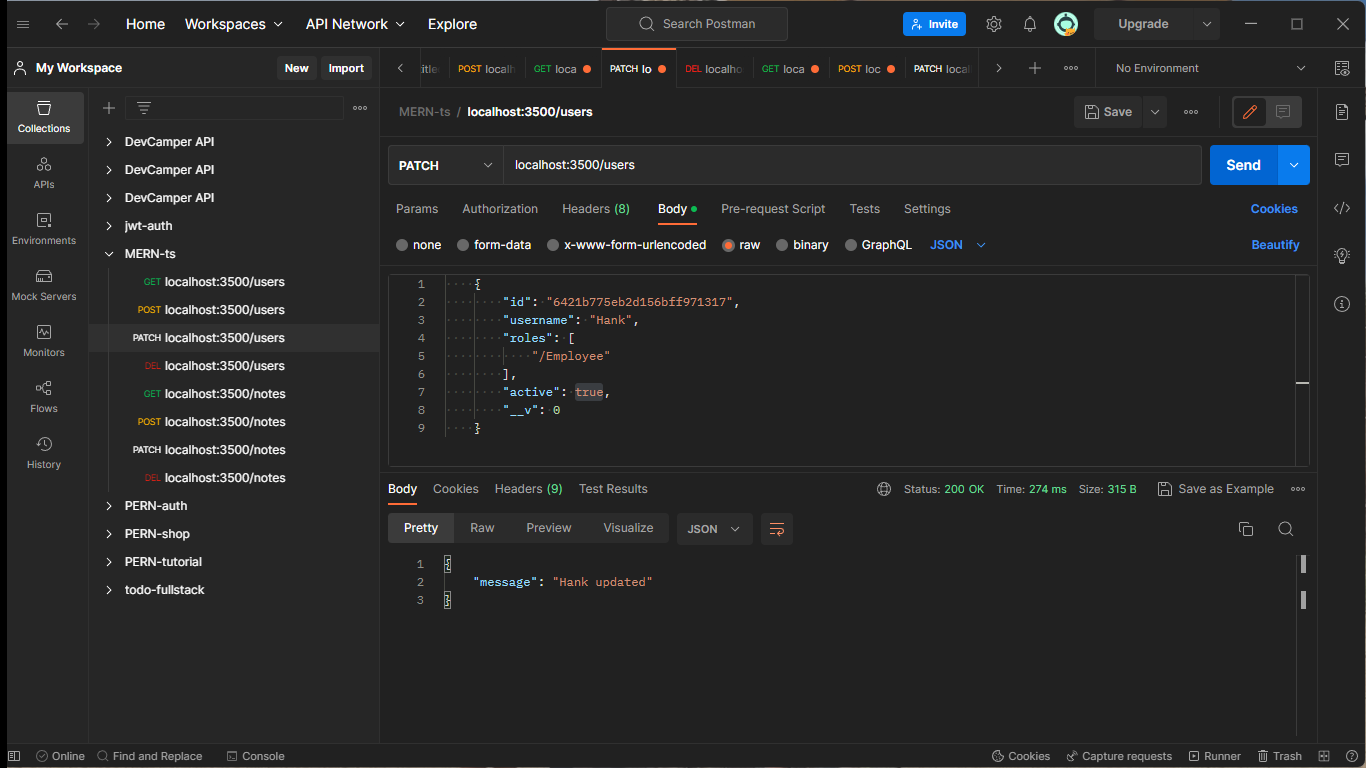 Home Workspaces API Network Explore Search Postman Invite Upgrade
My Workspace New Import
POST localh GET loca PATCH lo DEL localho GET loca POST loc PATCH local No Environment
Collections
APIs
Environments
Mock Servers
Monitors
Flows
History
DevCamper API
DevCamper API
DevCamper API
jwt-auth
MERN-ts
GET localhost:3500/users
POST localhost:3500/users
PATCH localhost:3500/users
DEL localhost:3500/users
GET localhost:3500/notes
POST localhost:3500/notes
PATCH localhost:3500/notes
DEL localhost:3500/notes
PERN-auth
PERN-shop
PERN-tutorial
todo-fullstack
MERN-ts / localhost:3500/users Save
PATCH localhost:3500/users Send
Params Authorization Headers (8) Body Pre-request Script Tests Settings Cookies
none form-data x-www-form-urlencoded raw binary GraphQL JSON Beautify
1 {
2 "id": "6421b775eb2d156bff971317",
3 "username": "Hank",
4 "roles": [
5 "/Employee"
6 ],
7 "active": true,
8 "__v": 0
9 }
Body Cookies Headers (9) Test Results Status: 200 OK Time: 274 ms Size: 315 B Save as Example
Pretty Raw Preview Visualize JSON
1 {
2 "message": "Hank updated"
3 }
Online Find and Replace Console Cookies Capture requests Runner Trash